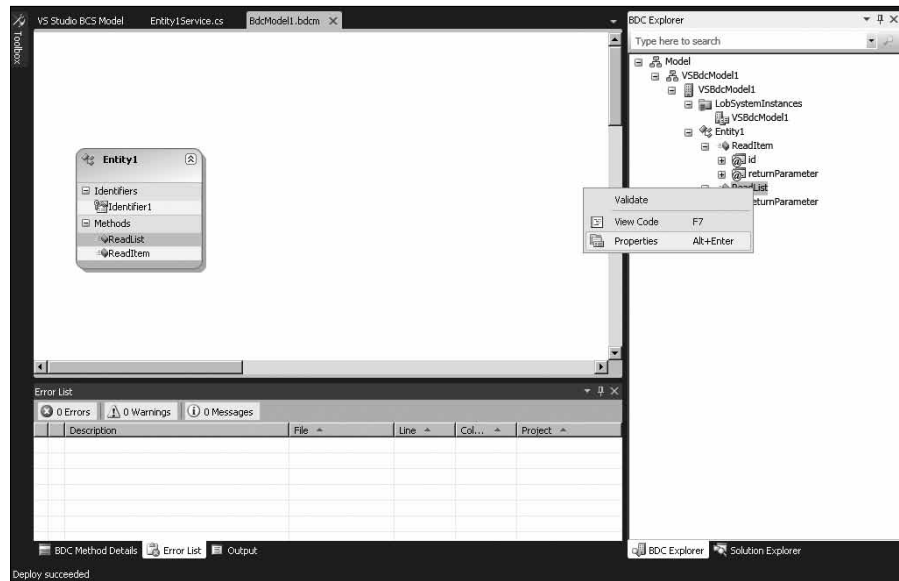 VS Studio BCS Model Entity1Service.cs BdcModel1.bdcm
Toolbox
Entity1
Identifiers
Identifier1
Methods
ReadList
ReadItem
BDC Explorer
Type here to search
Model
VSBdcModel1
VSBdcModel1
LobSystemInstances
VSBdcModel1
Entity1
ReadItem
id
returnParameter
ReadList
eturnParameter
Validate
View Code F7
Properties Alt+Enter
Error List
0 Errors 0 Warnings 0 Messages
Description File Line Col... Project
BDC Method Details Error List Output
BDC Explorer Solution Explorer
Deploy succeeded